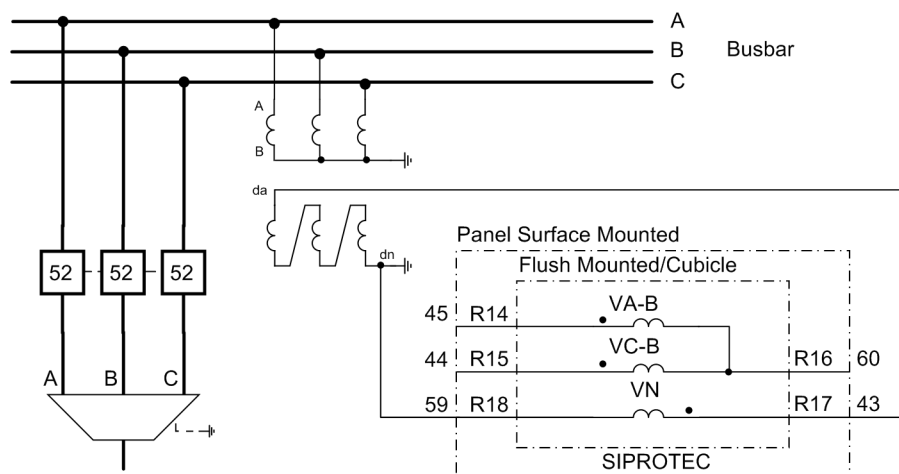 A
B Busbar
C
A
B
da
dn
52 52 52
Panel Surface Mounted
Flush Mounted/Cubicle
45 R14 VA-B
44 R15 VC-B R16 60
59 R18 VN R17 43
SIPROTEC
A B C